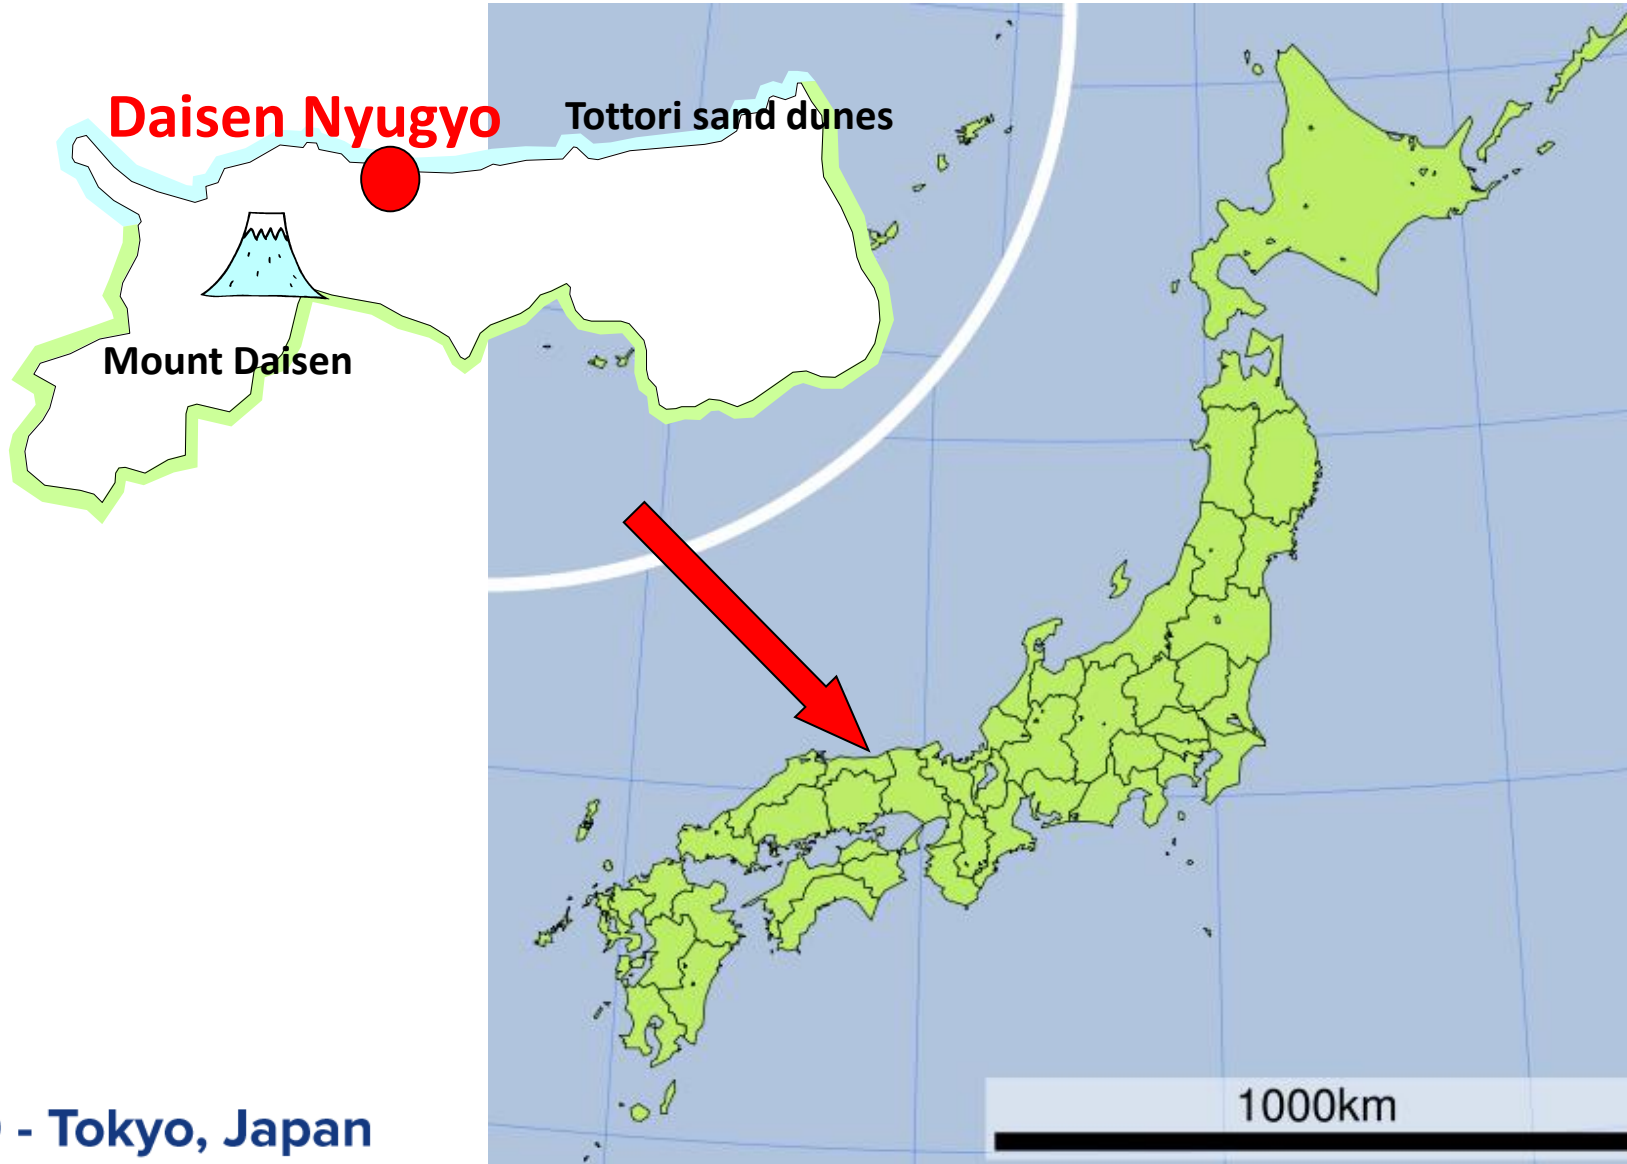 Daisen Nyugyo
Tottori sand dunes
Mount Daisen
1000km
- Tokyo, Japan